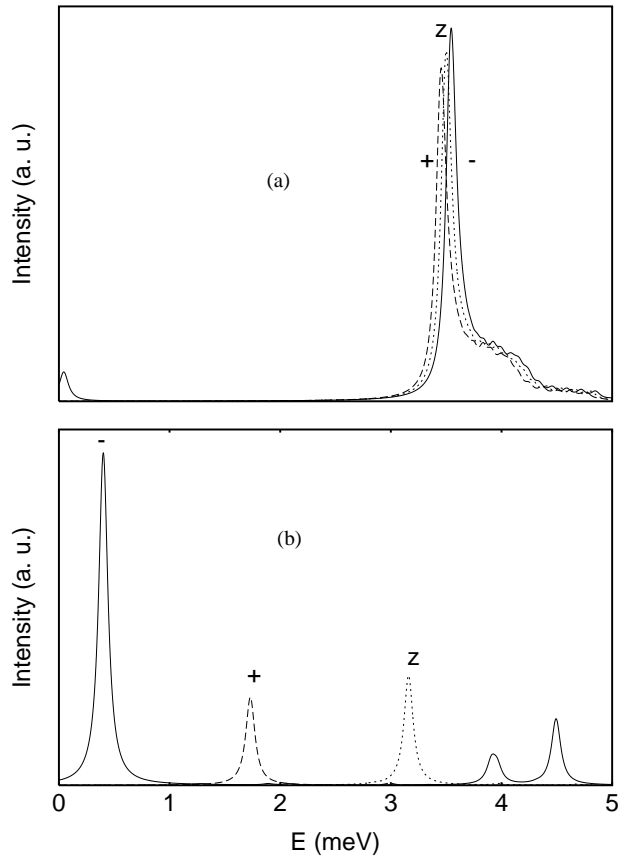 Intensity (a. u.)
z
+ -
(a)
Intensity (a. u.)
-
(b)
+
z
0 1 2 3 4 5
E (meV)